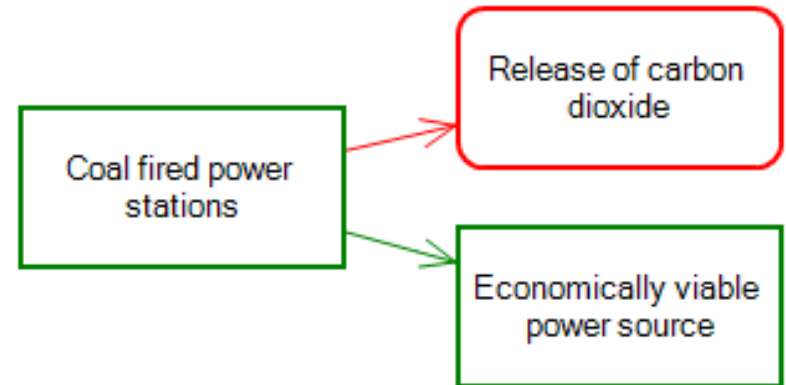 Release of carbon
dioxide
Coal fired power
stations
Economically viable
power source